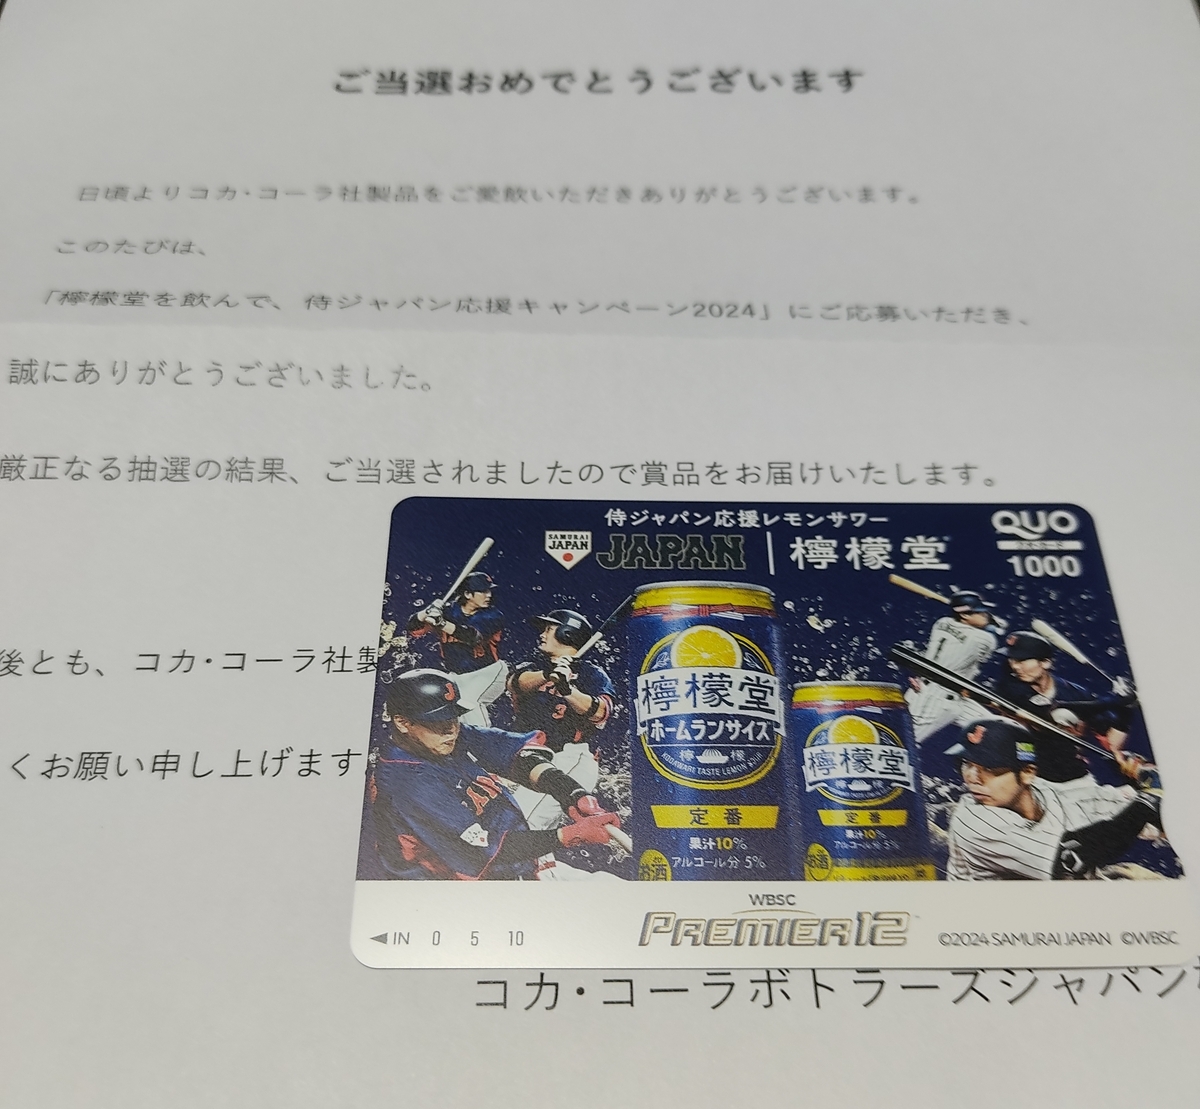 ご当選おめでとうございます
日頃よりコカ・コーラ社製品をご愛飲いただきありがとうございます。
このたびは、
「檸檬堂を飲んで、侍ジャパン応援キャンペーン2024」にご応募いただき、
誠にありがとうございました。
厳正なる抽選の結果、ご当選されましたので賞品をお届けいたします。
侍ジャパン応援レモンサワー
SAMURAI
JAPAN
JAPAN
檸檬堂
QUO
1000
檸檬堂
ホームランサイズ
檸 檬
KODAWARI TASTE LEMON SOUR
定番
果汁10%
アルコール分 5%
お酒
檸檬堂
檸 檬
定番
果汁10%
アルコール分 5%
お酒
1
後とも、コカ・コーラ社製
くお願い申し上げます
WBSC
PREMIER12
◀IN 0 5 10
©2024 SAMURAI JAPAN ©WBSC
コカ・コーラボトラーズジャパン